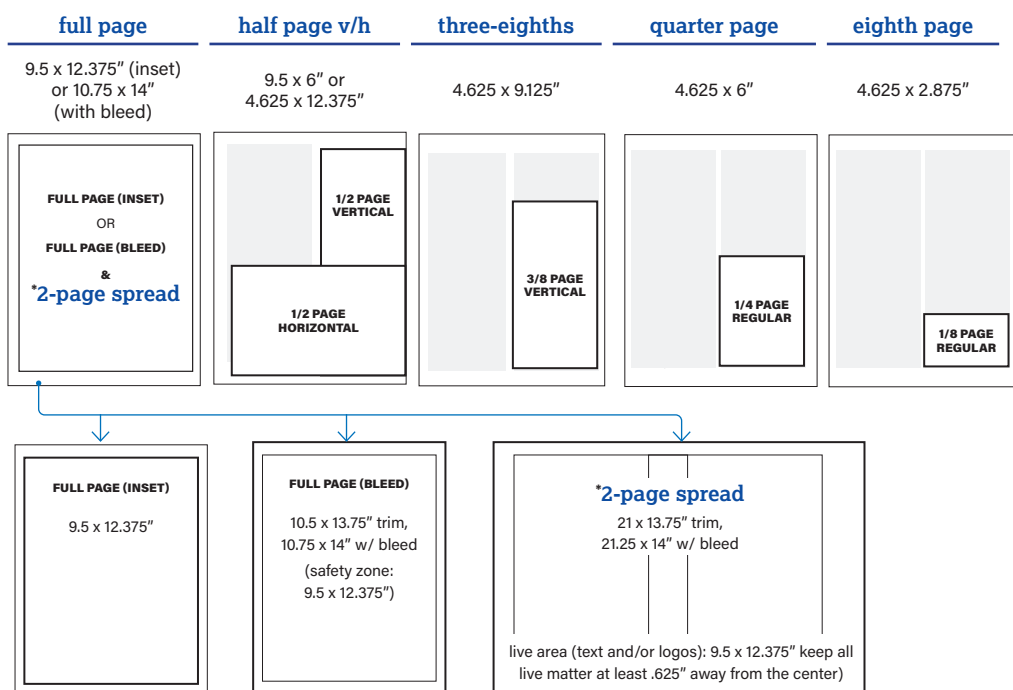 full page
half page v/h
three-eighths
quarter page
eighth page
9.5 x 12.375” (inset)
or 10.75 x 14”
(with bleed)
9.5 x 6” or
4.625 x 12.375”
4.625 x 9.125”
4.625 x 6”
4.625 x 2.875”
FULL PAGE (INSET)
OR
FULL PAGE (BLEED)
&
*2-page spread
1/2 PAGE
VERTICAL
1/2 PAGE
HORIZONTAL
3/8 PAGE
VERTICAL
1/4 PAGE
REGULAR
1/8 PAGE
REGULAR
FULL PAGE (INSET)
9.5 x 12.375”
FULL PAGE (BLEED)
10.5 x 13.75” trim,
10.75 x 14” w/ bleed
(safety zone:
9.5 x 12.375”)
*2-page spread
21 x 13.75” trim,
21.25 x 14” w/ bleed
live area (text and/or logos): 9.5 x 12.375” keep all
live matter at least .625” away from the center)